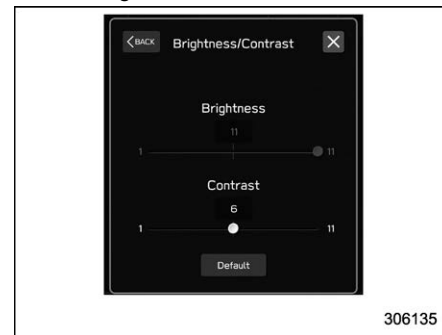 BACK Brightness/Contrast
Brightness
11
1 11
Contrast
6
1 11
Default
306135